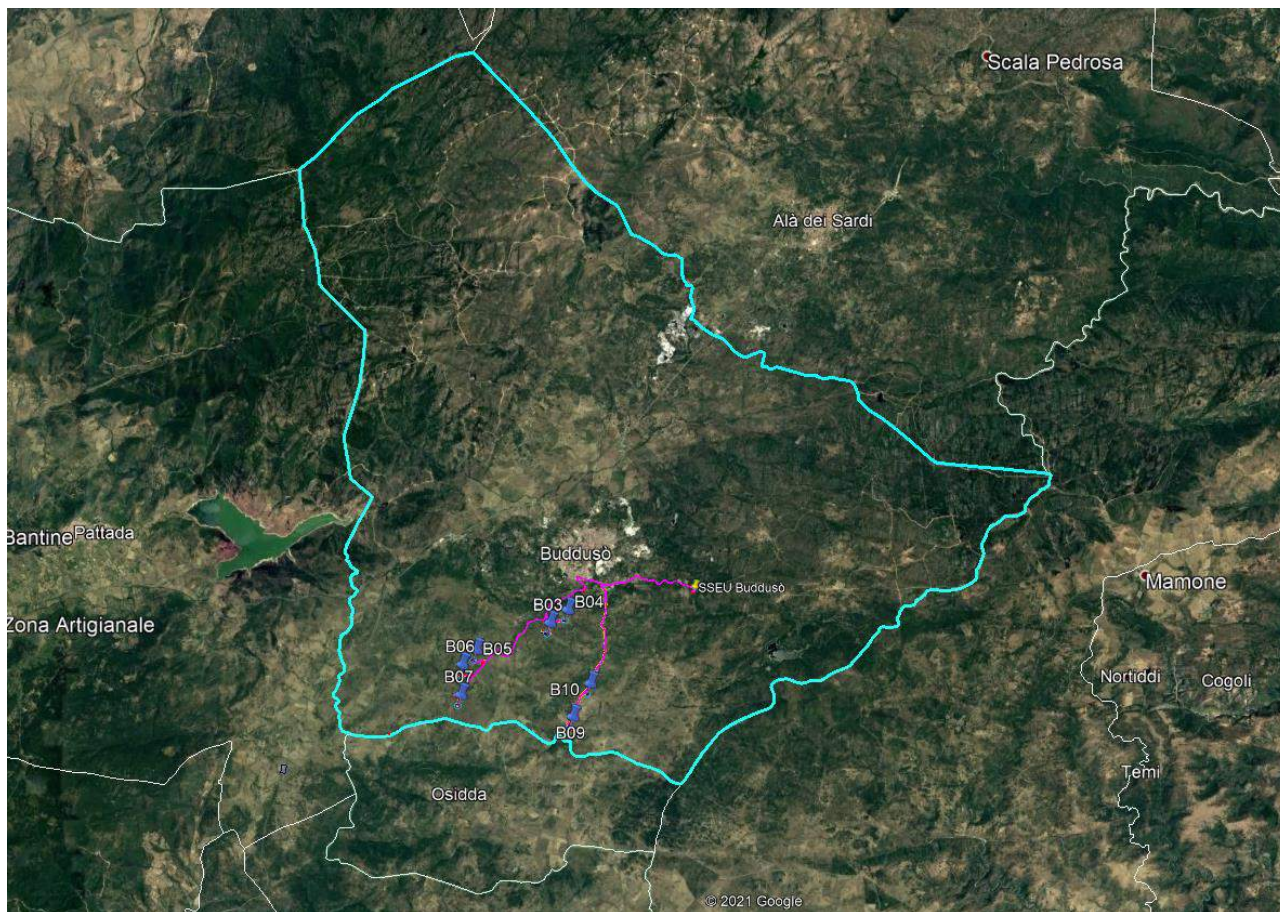 Scala Pedrosa
Alà dei Sardi
Bantine
Pattada
Buddusò
SSEU Buddusò
Mamone
B03
B04
Zona Artigianale
B06
B05
B07
B10
Nortiddi
Cogoli
B09
Temi
Osidda
© 2021 Google